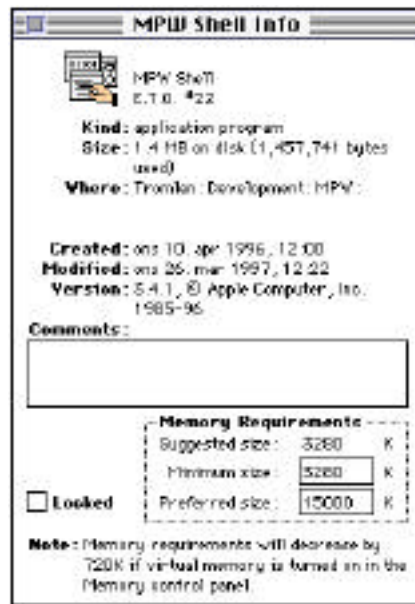 MPW Shell Info
MPW Shell
E.T.O. #22
Kind: application program
Size: 1.4 MB on disk (1,457,741 bytes
used)
Where: Tromlen: Development: MPW:
Created: ons 10. apr 1996, 12:00
Modified: ons 26. mar 1997, 12:22
Version: 3.4.1, © Apple Computer, Inc.
1985-96
Comments:
Memory Requirements
Suggested size: 3280 K
Minimum size: 3280 K
Preferred size: 15000 K
Locked
Note: Memory requirements will decrease by
728K if virtual memory is turned on in the
Memory control panel.